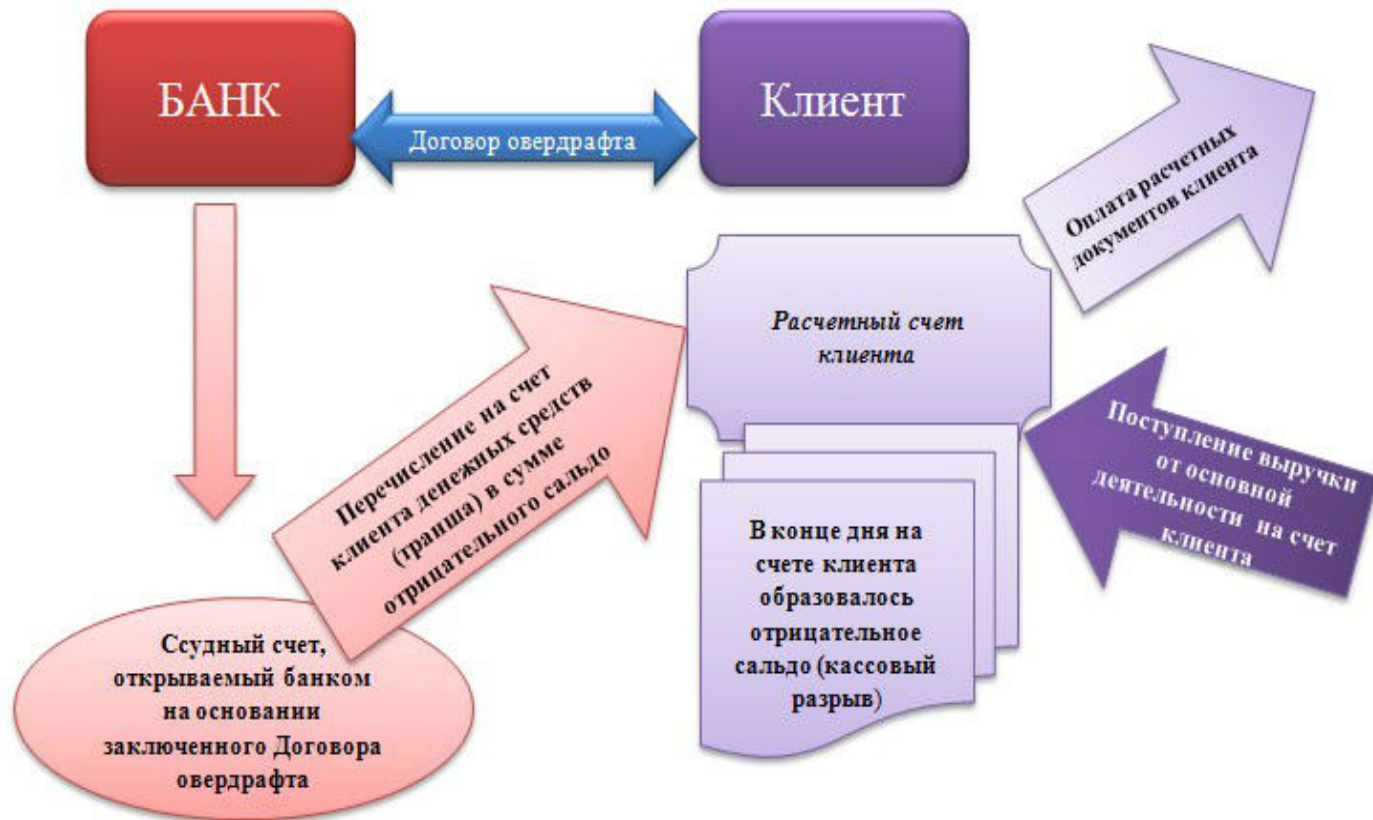 БАНК
Договор овердрафта
Клиент
Оплата расчетных
документов клиента
Расчетный счет
клиента
Перечисление на счет
клиента денежных средств
(транша) в сумме
отрицательного сальдо
Поступление выручки
от основной
деятельности на счет
клиента
В конце дня на
счете клиента
образовалось
отрицательное
сальдо (кассовый
разрыв)
Ссудный счет,
открываемый банком
на основании
заключенного Договора
овердрафта